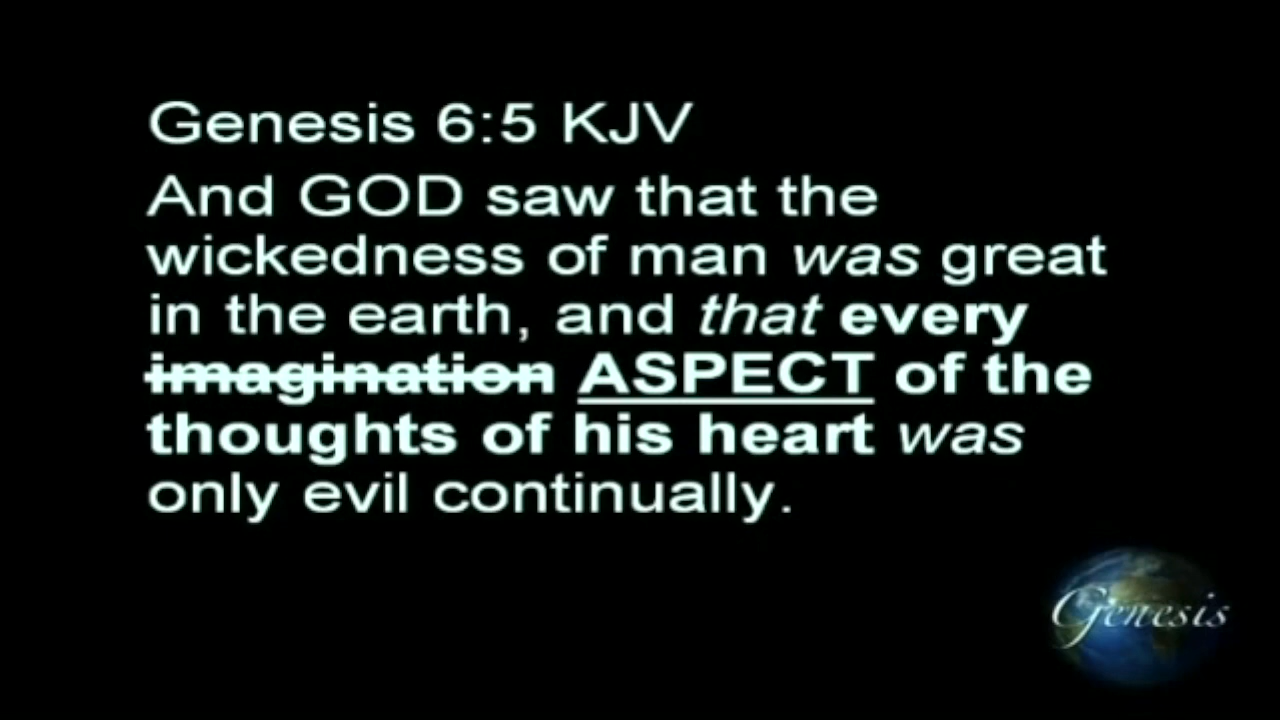 Genesis 6:5 KJV
And GOD saw that the
wickedness of man was great
in the earth, and that every
imagination ASPECT of the
thoughts of his heart was
only evil continually.
Genesis